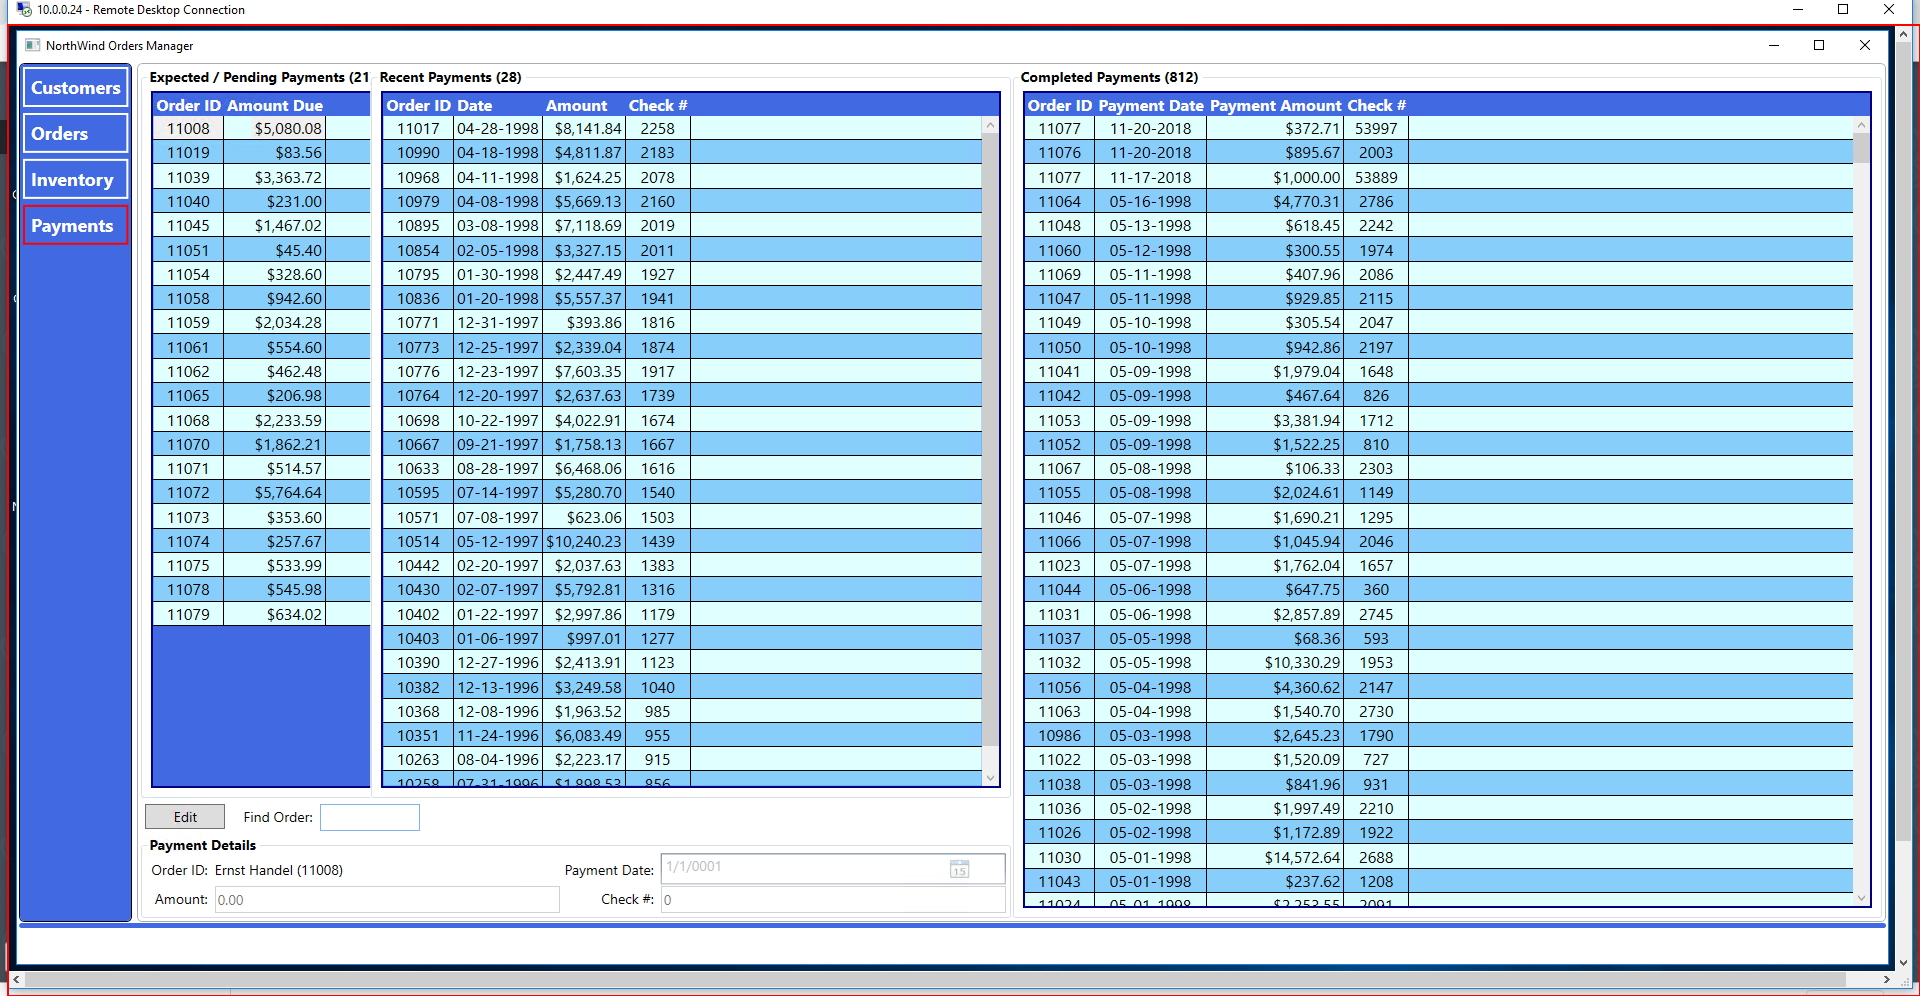 10.0.0.24 - Remote Desktop Connection
NorthWind Orders Manager
Customers
Orders
Inventory
Payments
Expected / Pending Payments (21
Order ID Amount Due
11008 $5,080.08
11019 $83.56
11039 $3,363.72
11040 $231.00
11045 $1,467.02
11051 $45.40
11054 $328.60
11058 $942.60
11059 $2,034.28
11061 $554.60
11062 $462.48
11065 $206.98
11068 $2,233.59
11070 $1,862.21
11071 $514.57
11072 $5,764.64
11073 $353.60
11074 $257.67
11075 $533.99
11078 $545.98
11079 $634.02
Recent Payments (28)
Order ID Date Amount Check #
11017 04-28-1998 $8,141.84 2258
10990 04-18-1998 $4,811.87 2183
10968 04-11-1998 $1,624.25 2078
10979 04-08-1998 $5,669.13 2160
10895 03-08-1998 $7,118.69 2019
10854 02-05-1998 $3,327.15 2011
10795 01-30-1998 $2,447.49 1927
10836 01-20-1998 $5,557.37 1941
10771 12-31-1997 $393.86 1816
10773 12-25-1997 $2,339.04 1874
10776 12-23-1997 $7,603.35 1917
10764 12-20-1997 $2,637.63 1739
10698 10-22-1997 $4,022.91 1674
10667 09-21-1997 $1,758.13 1667
10633 08-28-1997 $6,468.06 1616
10595 07-14-1997 $5,280.70 1540
10571 07-08-1997 $623.06 1503
10514 05-12-1997 $10,240.23 1439
10442 02-20-1997 $2,037.63 1383
10430 02-07-1997 $5,792.81 1316
10402 01-22-1997 $2,997.86 1179
10403 01-06-1997 $997.01 1277
10390 12-27-1996 $2,413.91 1123
10382 12-13-1996 $3,249.58 1040
10368 12-08-1996 $1,963.52 985
10351 11-24-1996 $6,083.49 955
10263 08-04-1996 $2,223.17 915
10258 07-31-1996 $1,898.53 856
Completed Payments (812)
Order ID Payment Date Payment Amount Check #
11077 11-20-2018 $372.71 53997
11076 11-20-2018 $895.67 2003
11077 11-17-2018 $1,000.00 53889
11064 05-16-1998 $4,770.31 2786
11048 05-13-1998 $618.45 2242
11060 05-12-1998 $300.55 1974
11069 05-11-1998 $407.96 2086
11047 05-11-1998 $929.85 2115
11049 05-10-1998 $305.54 2047
11050 05-10-1998 $942.86 2197
11041 05-09-1998 $1,979.04 1648
11042 05-09-1998 $467.64 826
11053 05-09-1998 $3,381.94 1712
11052 05-09-1998 $1,522.25 810
11067 05-08-1998 $106.33 2303
11055 05-08-1998 $2,024.61 1149
11046 05-07-1998 $1,690.21 1295
11066 05-07-1998 $1,045.94 2046
11023 05-07-1998 $1,762.04 1657
11044 05-06-1998 $647.75 360
11031 05-06-1998 $2,857.89 2745
11037 05-05-1998 $68.36 593
11032 05-05-1998 $10,330.29 1953
11056 05-04-1998 $4,360.62 2147
11063 05-04-1998 $1,540.70 2730
10986 05-03-1998 $2,645.23 1790
11022 05-03-1998 $1,520.09 727
11038 05-03-1998 $841.96 931
11036 05-02-1998 $1,997.49 2210
11026 05-02-1998 $1,172.89 1922
11030 05-01-1998 $14,572.64 2688
11043 05-01-1998 $237.62 1208
11024 05-01-1998 $2,253.55 2091
Edit
Find Order:
Payment Details
Order ID: Ernst Handel (11008)
Payment Date: 1/1/0001
15
Amount: 0.00
Check #: 0